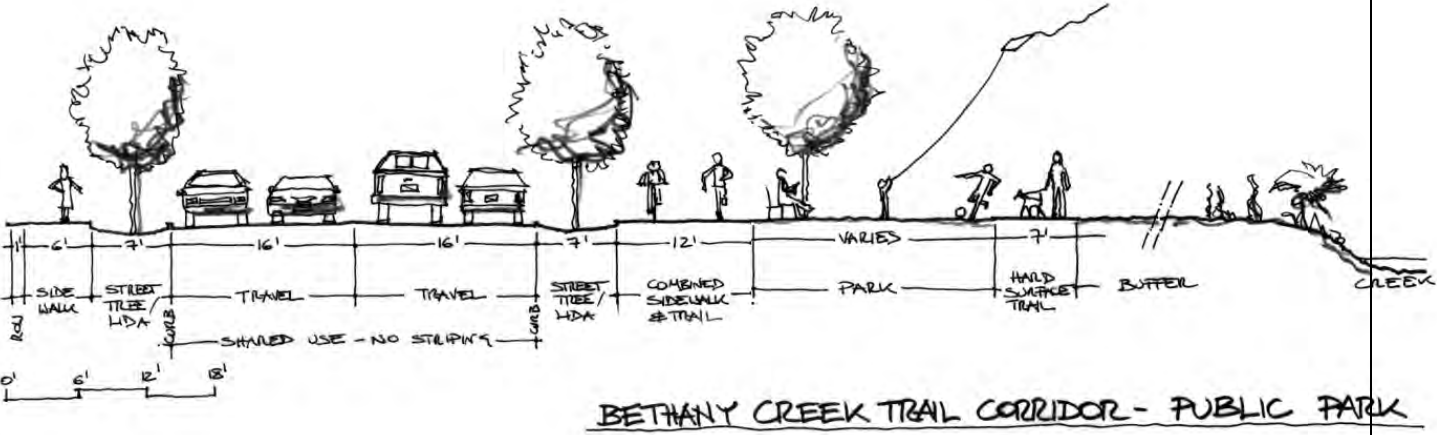 1' 6' 7' 16' 16' 7' 12' VARIES 7'
ROW
SIDE
WALK
STREET
TREE/
LIDA
CURB
TRAVEL
TRAVEL
CURB
STREET
TREE/
LIDA
COMBINED
SIDEWALK
& TRAIL
PARK
HARD
SURFACE
TRAIL
BUFFER
CREEK
SHARED USE - NO STRIPING
0' 6' 12' 18'
BETHANY CREEK TRAIL CORRIDOR - PUBLIC PARK